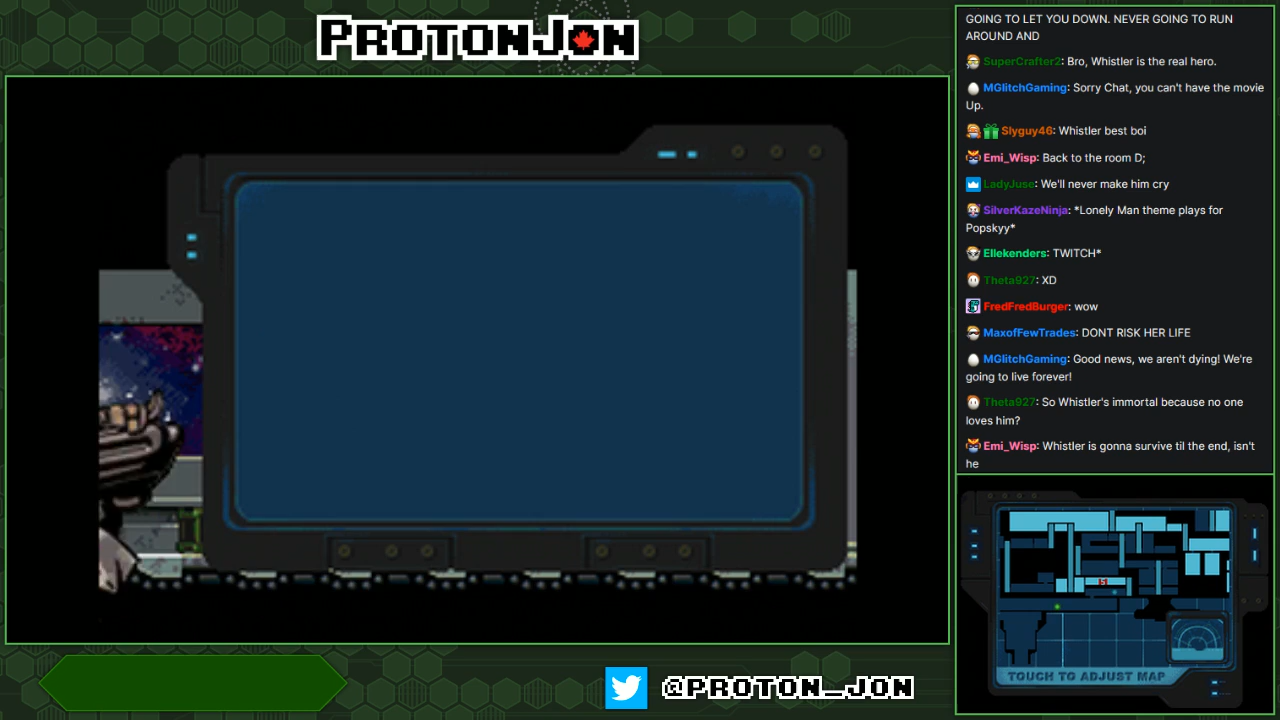 PROTONJON
GOING TO LET YOU DOWN. NEVER GOING TO RUN
AROUND AND
SuperCrafter2: Bro, Whistler is the real hero.
MGlitchGaming: Sorry Chat, you can't have the movie
Up.
Slyguy46: Whistler best boi
Emi_Wisp: Back to the room D;
LadyJuse: We'll never make him cry
SilverKazeNinja: *Lonely Man theme plays for
Popskyy*
Ellekenders: TWITCH*
Theta927: XD
FredFredBurger: wow
MaxofFewTrades: DONT RISK HER LIFE
MGlitchGaming: Good news, we aren't dying! We're
going to live forever!
Theta927: So Whistler's immortal because no one
loves him?
Emi_Wisp: Whistler is gonna survive til the end, isn't
he
TOUCH TO ADJUST MAP
@PROTON_JON